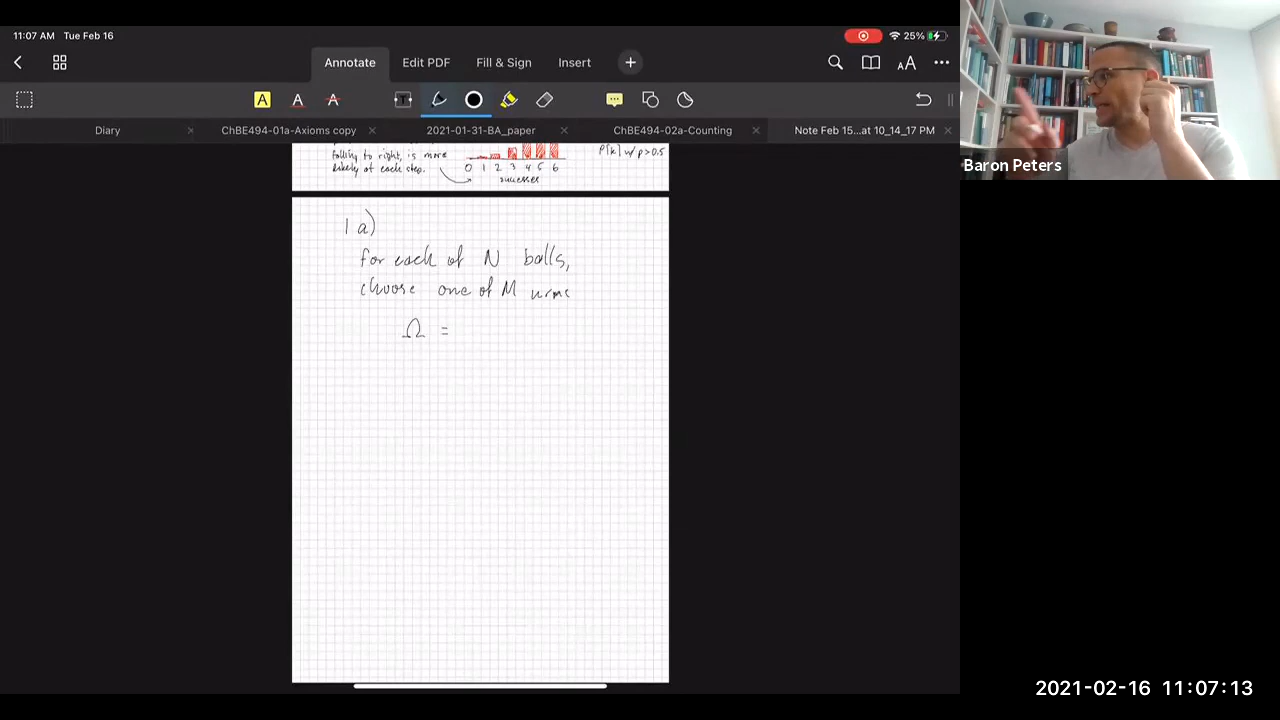 11:07 AM Tue Feb 16
25%
Annotate Edit PDF Fill & Sign Insert
AA
A A A T
Diary
ChBE494-01a-Axioms copy
2021-01-31-BA_paper
ChBE494-02a-Counting
Note Feb 15...at 10_14_17 PM
falling to right, is more
likely at each step.
0 1 2 3 4 5 6
successes
P[k] w/ p>0.5
1 a)
for each of N balls,
choose one of M urns
Ω =
Baron Peters
2021-02-16 11:07:13